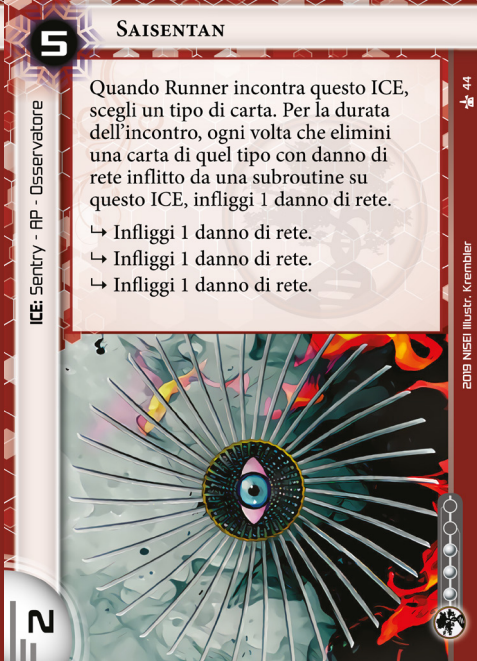 5
Saisentan
Quando Runner incontra questo ICE,
scegli un tipo di carta. Per la durata
dell'incontro, ogni volta che elimini
una carta di quel tipo con danno di
rete inflitto da una subroutine su
questo ICE, infliggi 1 danno di rete.
↳ Infliggi 1 danno di rete.
↳ Infliggi 1 danno di rete.
↳ Infliggi 1 danno di rete.
ICE: Sentry - AP - Osservatore
44
2019 NISEI Illustr. Krembler
2